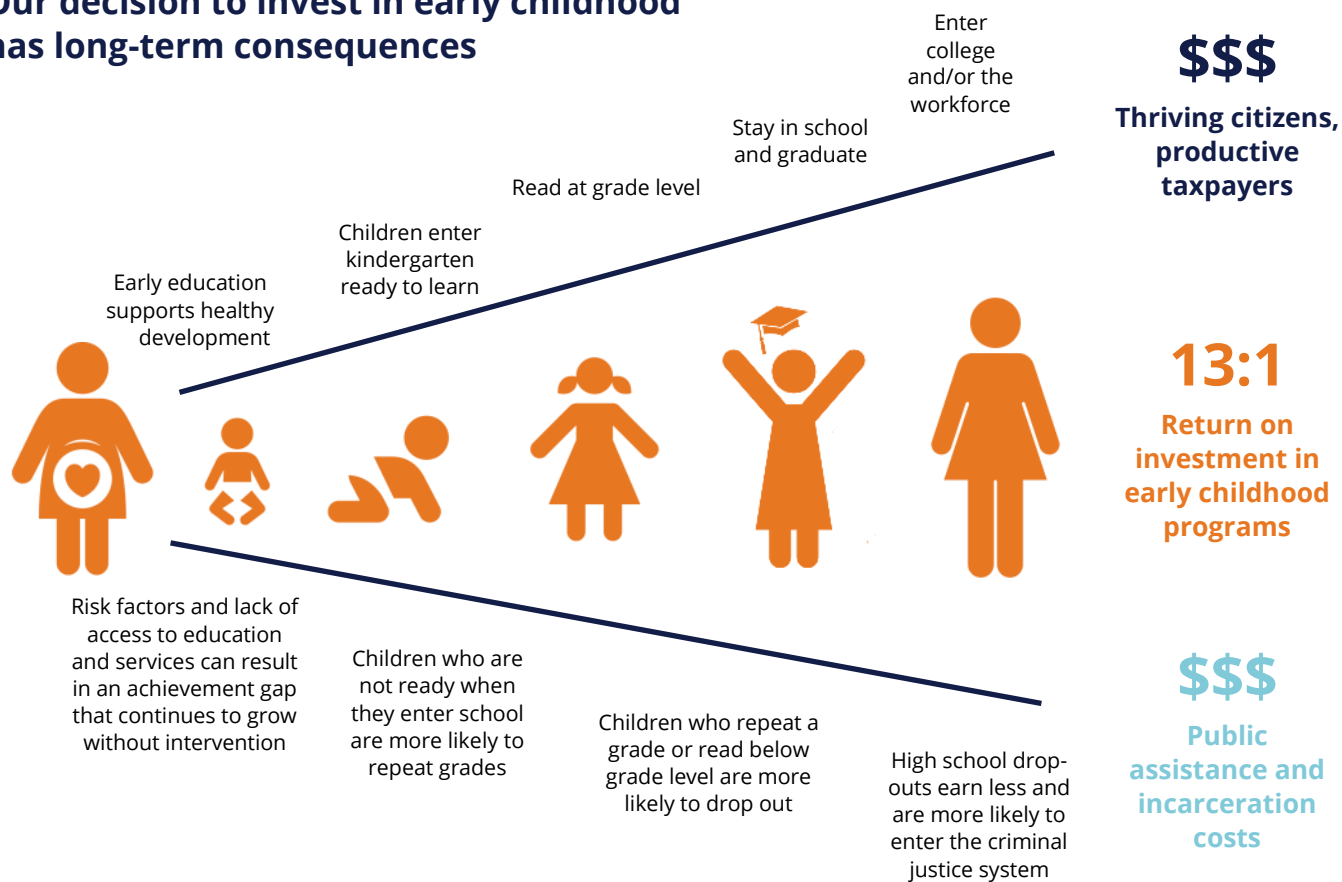 Our decision to invest in early childhood
has long-term consequences
Enter
college
and/or the
workforce
Stay in school
and graduate
Read at grade level
Children enter
kindergarten
ready to learn
Early education
supports healthy
development
$$$
Thriving citizens,
productive
taxpayers
13:1
Return on
investment in
early childhood
programs
Risk factors and lack of
access to education
and services can result
in an achievement gap
that continues to grow
without intervention
Children who are
not ready when
they enter school
are more likely to
repeat grades
Children who repeat a
grade or read below
grade level are more
likely to drop out
High school drop-
outs earn less and
are more likely to
enter the criminal
justice system
$$$
Public
assistance and
incarceration
costs